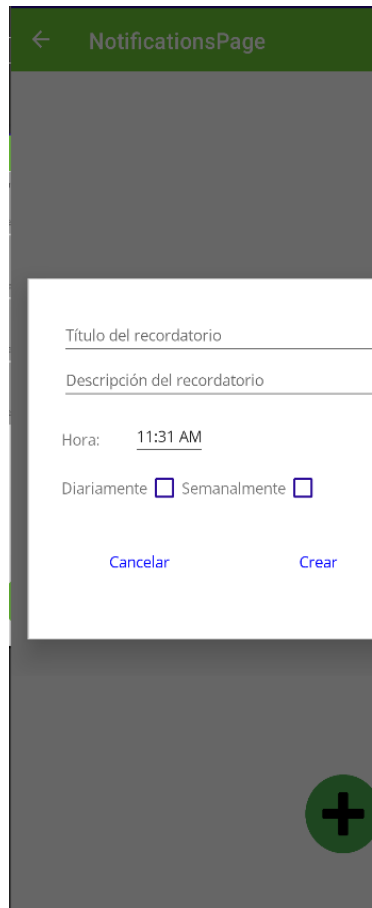 NotificationsPage
Título del recordatorio
Descripción del recordatorio
Hora: 11:31 AM
Diariamente Semanalmente
Cancelar Crear